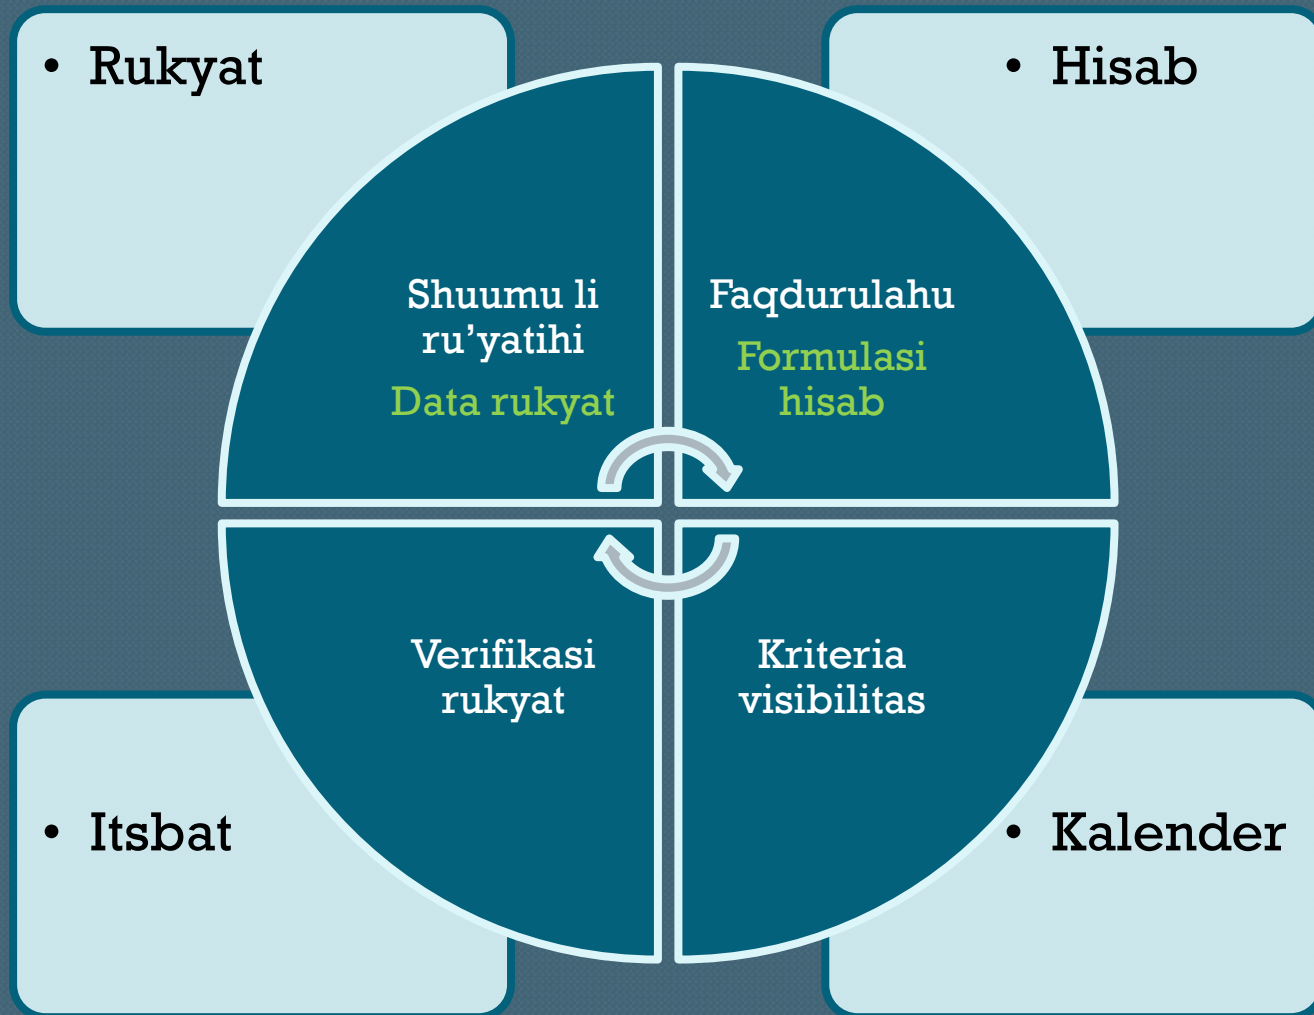 • Rukyat
• Hisab
Shuumu li
ru’yatihi
Data rukyat
Faqdurulahu
Formulasi
hisab
Verifikasi
rukyat
Kriteria
visibilitas
• Itsbat
• Kalender